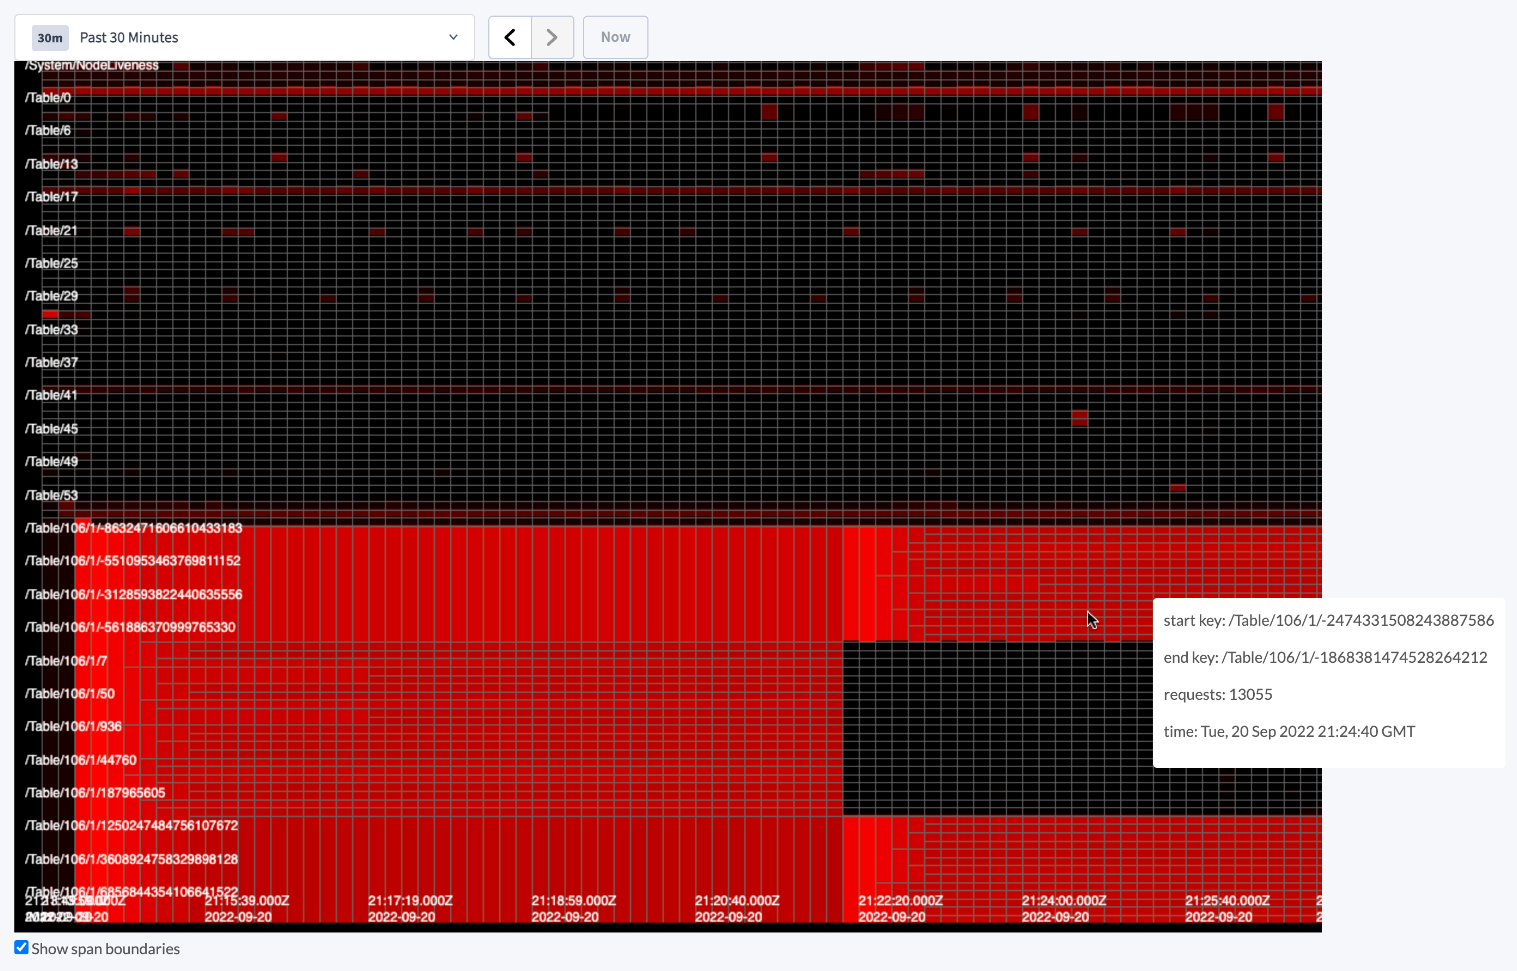 30m Past 30 Minutes
Now
/System/NodeLiveness
/Table/0
/Table/6
/Table/13
/Table/17
/Table/21
/Table/25
/Table/29
/Table/33
/Table/37
/Table/41
/Table/45
/Table/49
/Table/53
/Table/106/1/-8632471606610433183
/Table/106/1/-5510953463769811152
/Table/106/1/-3128593822440635556
/Table/106/1/-561886370999765330
/Table/106/1/7
/Table/106/1/50
/Table/106/1/936
/Table/106/1/44760
/Table/106/1/187965605
/Table/106/1/1250247484756107672
/Table/106/1/3608924758329898128
/Table/106/1/6856844354106641522
start key: /Table/106/1/-2474331508243887586
end key: /Table/106/1/-1868381474528264212
requests: 13055
time: Tue, 20 Sep 2022 21:24:40 GMT
21:15:39.000Z 21:17:19.000Z 21:18:59.000Z 21:20:40.000Z 21:22:20.000Z 21:24:00.000Z 21:25:40.000Z
2022-09-20 2022-09-20 2022-09-20 2022-09-20 2022-09-20 2022-09-20 2022-09-20
Show span boundaries